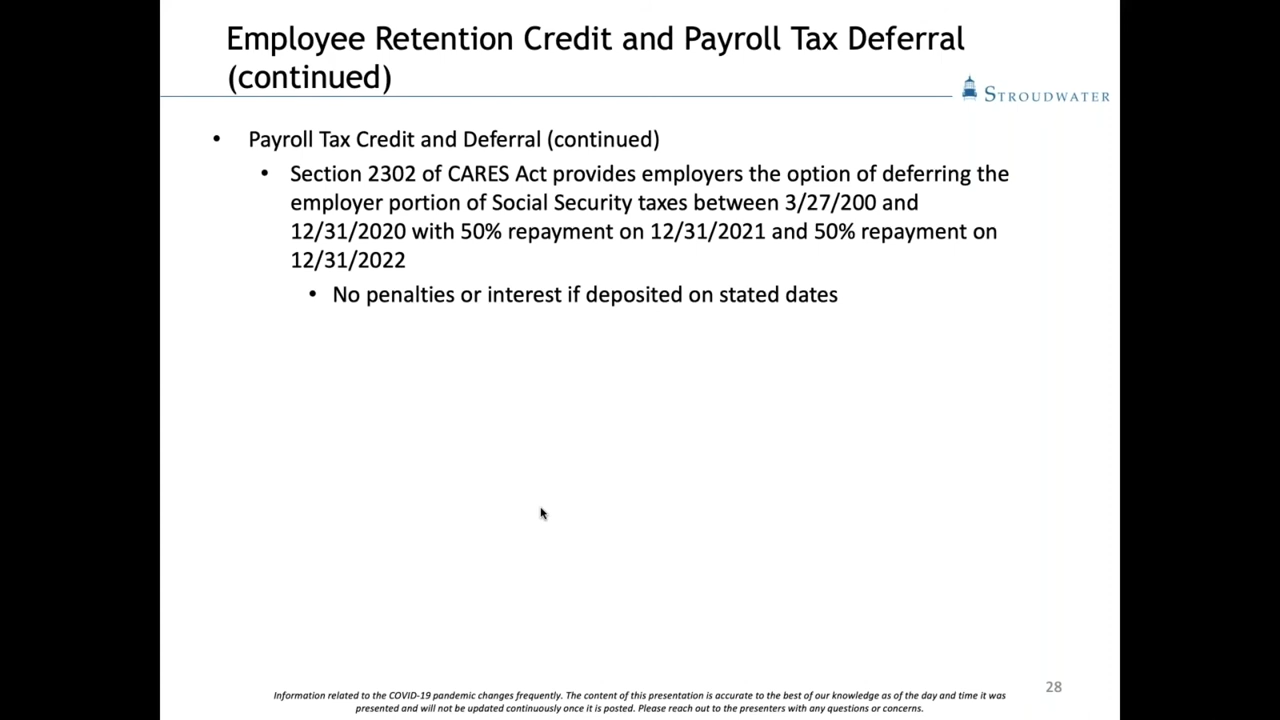 Employee Retention Credit and Payroll Tax Deferral
(continued)
STROUDWATER
• Payroll Tax Credit and Deferral (continued)
• Section 2302 of CARES Act provides employers the option of deferring the
employer portion of Social Security taxes between 3/27/200 and
12/31/2020 with 50% repayment on 12/31/2021 and 50% repayment on
12/31/2022
• No penalties or interest if deposited on stated dates
28
Information related to the COVID-19 pandemic changes frequently. The content of this presentation is accurate to the best of our knowledge as of the day and time it was
presented and will not be updated continuously once it is posted. Please reach out to the presenters with any questions or concerns.